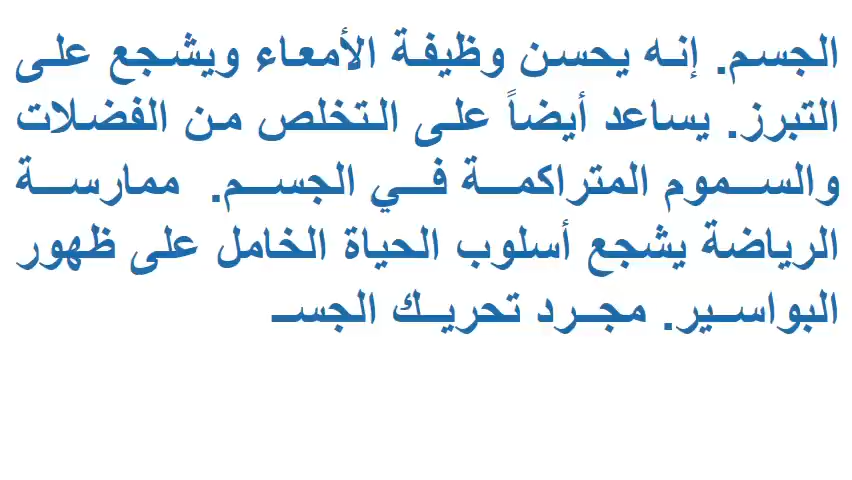 الجسم. إنه يحسن وظيفة الأمعاء ويشجع على
التبرز. يساعد أيضاً على التخلص من الفضلات
والسموم المتراكمة في الجسم. ممارسة
الرياضة يشجع أسلوب الحياة الخامل على ظهور
البواسير. مجرد تحريك الجسـ